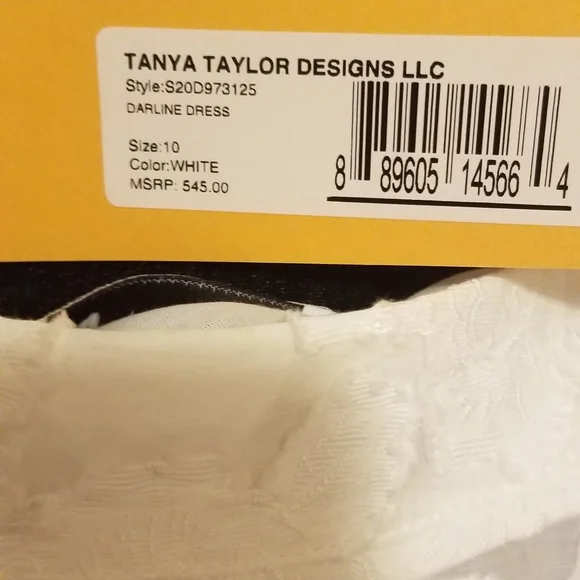 TANYA TAYLOR DESIGNS LLC
Style:S20D973125
DARLINE DRESS
Size:10
Color:WHITE
MSRP: 545.00
8 89605 14566 4